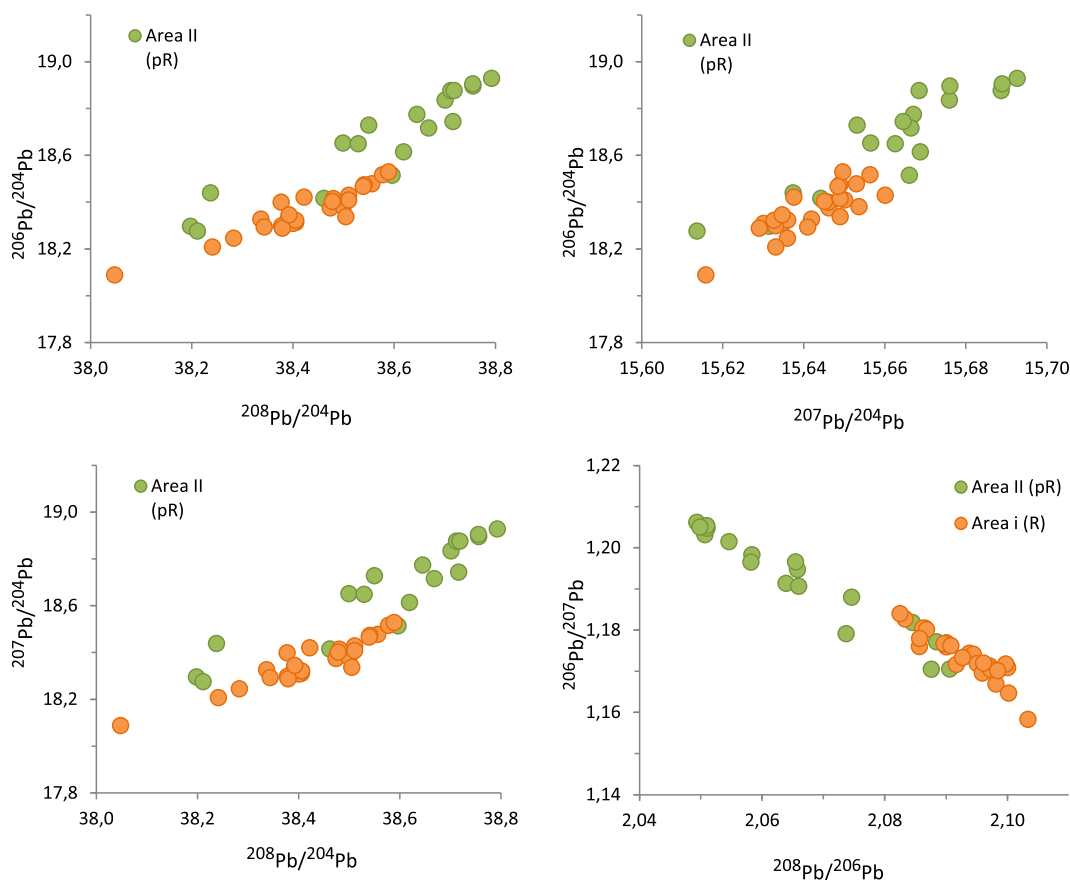 Area II
(pR)
19,0
18,6
18,2
17,8
38,0
38,2
38,4
38,6
38,8
²⁰⁶Pb/²⁰⁴Pb
²⁰⁸Pb/²⁰⁴Pb
Area II
(pR)
19,0
18,6
18,2
17,8
15,60
15,62
15,64
15,66
15,68
15,70
²⁰⁶Pb/²⁰⁴Pb
²⁰⁷Pb/²⁰⁴Pb
Area II
(pR)
19,0
18,6
18,2
17,8
38,0
38,2
38,4
38,6
38,8
²⁰⁷Pb/²⁰⁴Pb
²⁰⁸Pb/²⁰⁴Pb
Area II (pR)
Area i (R)
1,22
1,20
1,18
1,16
1,14
2,04
2,06
2,08
2,10
²⁰⁶Pb/²⁰⁷Pb
²⁰⁸Pb/²⁰⁶Pb